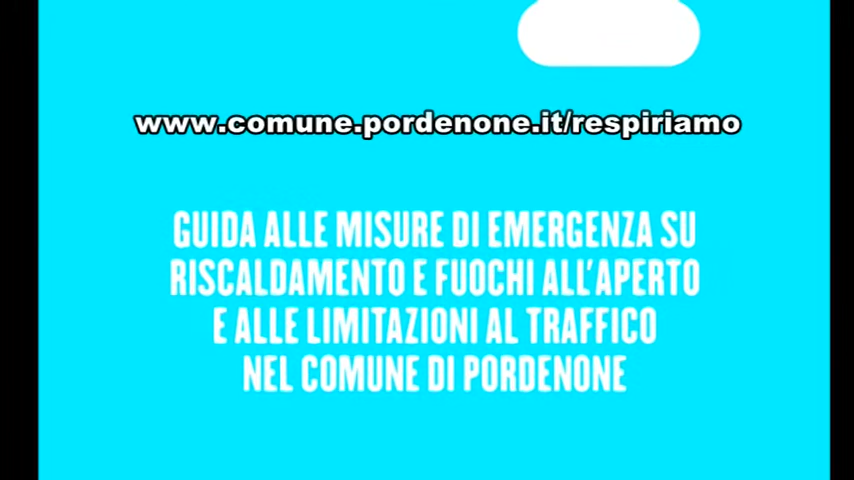 www.comune.pordenone.it/respiriamo
GUIDA ALLE MISURE DI EMERGENZA SU
RISCALDAMENTO E FUOCHI ALL'APERTO
E ALLE LIMITAZIONI AL TRAFFICO
NEL COMUNE DI PORDENONE